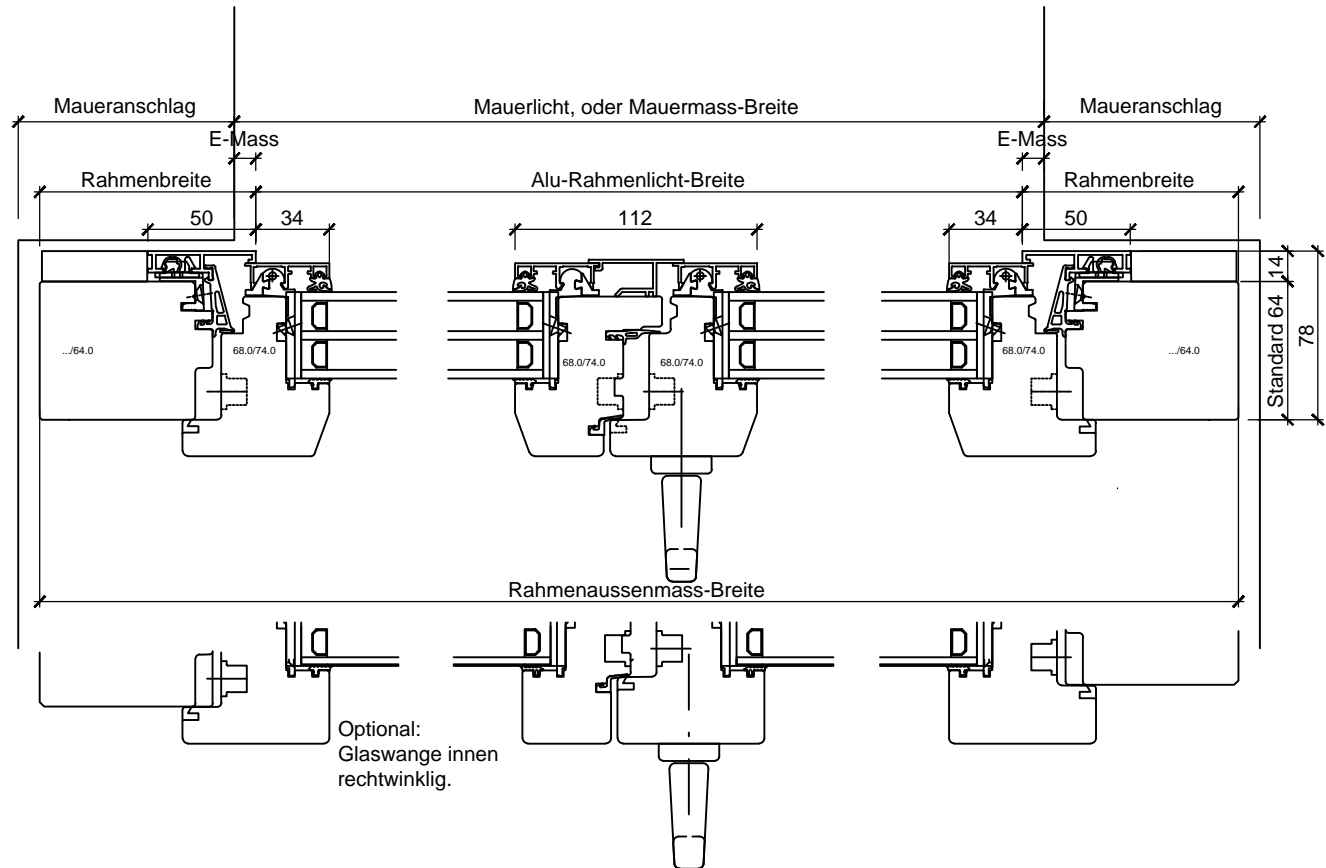 Maueranschlag
Mauerlicht, oder Mauermass-Breite
Maueranschlag
E-Mass
E-Mass
Rahmenbreite
Alu-Rahmenlicht-Breite
Rahmenbreite
50
34
112
34
50
14
Standard 64
78
.../64.0
68.0/74.0
68.0/74.0
68.0/74.0
68.0/74.0
.../64.0
Rahmenaussenmass-Breite
Optional:
Glaswange innen
rechtwinklig.